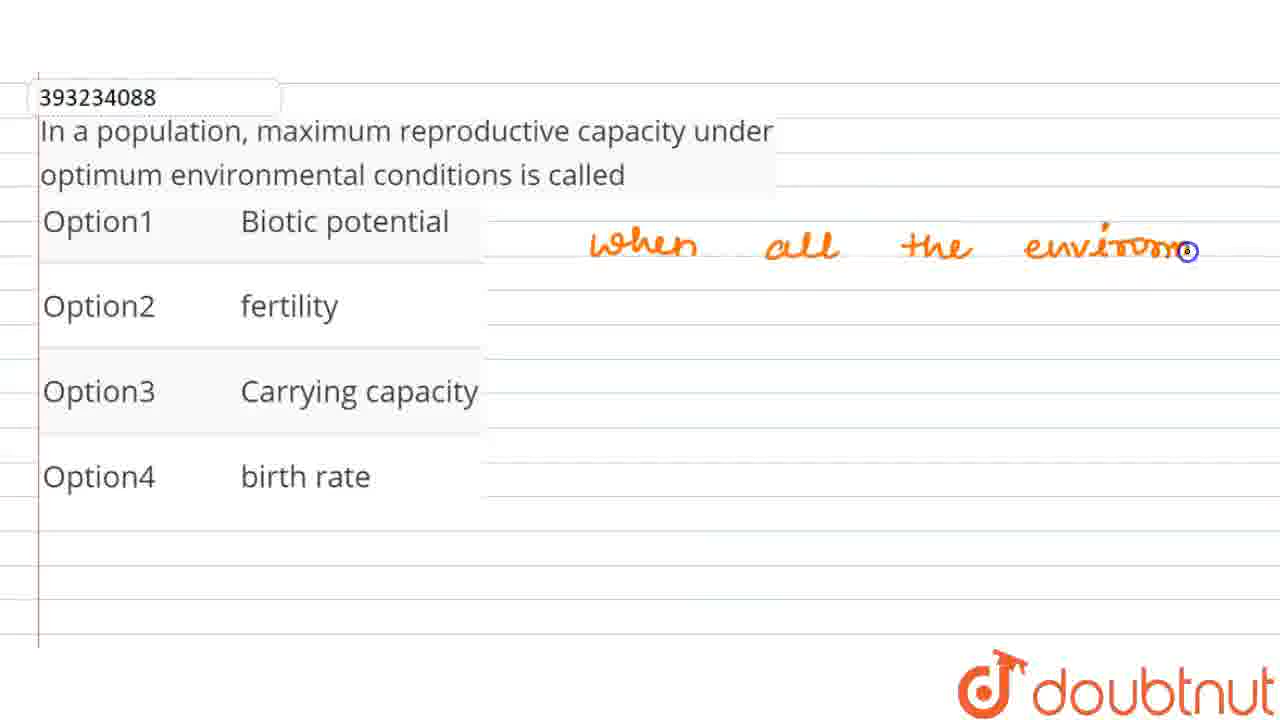 393234088
In a population, maximum reproductive capacity under
optimum environmental conditions is called
Option1 Biotic potential
when all the environm
Option2 fertility
Option3 Carrying capacity
Option4 birth rate
doubtnut